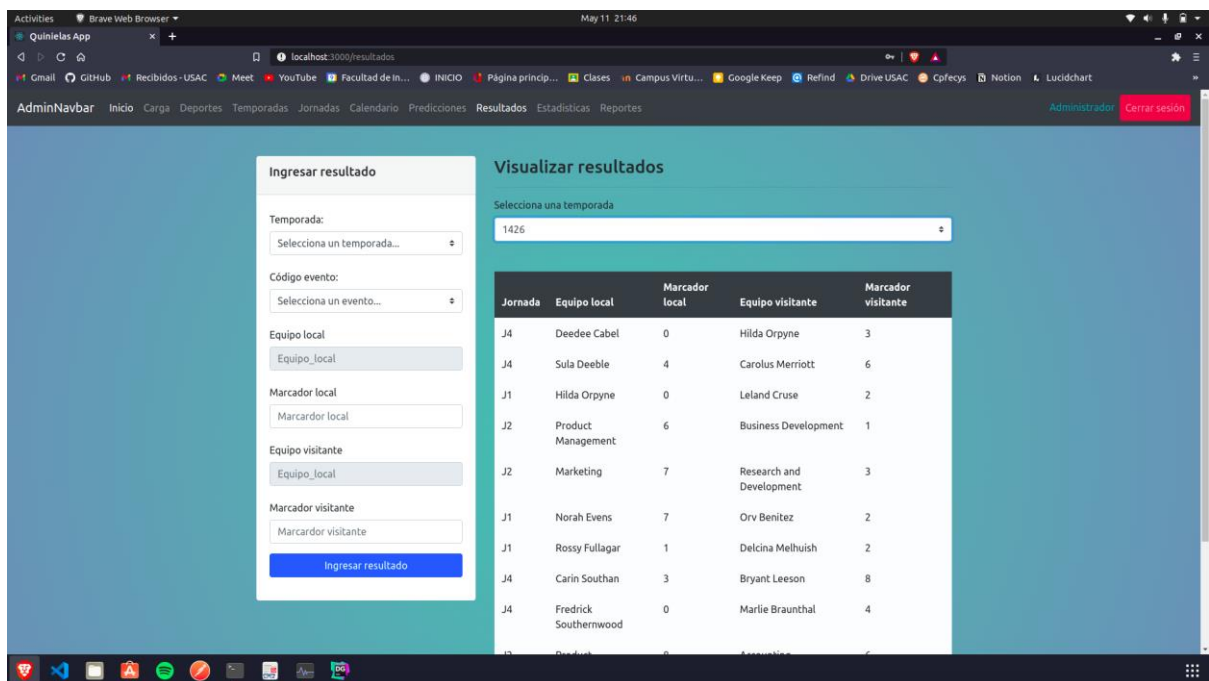 Activities Brave Web Browser May 11 21:46
Quinielas App
localhost:3000/resultados
Gmail GitHub Recibidos - USAC Meet YouTube Facultad de In... INICIO Página princip... Clases Campus Virtu... Google Keep Refind Drive USAC Cpfecys Notion Lucidchart »
AdminNavbar Inicio Carga Deportes Temporadas Jornadas Calendario Predicciones Resultados Estadisticas Reportes Administrador Cerrar sesión
Ingresar resultado
Temporada:
Selecciona un temporada...
Código evento:
Selecciona un evento...
Equipo local
Equipo_local
Marcador local
Marcardor local
Equipo visitante
Equipo_local
Marcador visitante
Marcardor visitante
Ingresar resultado
Visualizar resultados
Selecciona una temporada
1426
Jornada Equipo local Marcador local Equipo visitante Marcador visitante
J4 Deedee Cabel 0 Hilda Orpyne 3
J4 Sula Deeble 4 Carolus Merriott 6
J1 Hilda Orpyne 0 Leland Cruse 2
J2 Product Management 6 Business Development 1
J2 Marketing 7 Research and Development 3
J1 Norah Evens 7 Orv Benitez 2
J1 Rossy Fullagar 1 Delcina Melhuish 2
J4 Carin Southan 3 Bryant Leeson 8
J4 Fredrick Southernwood 0 Marlie Braunthal 4
Product Accounting